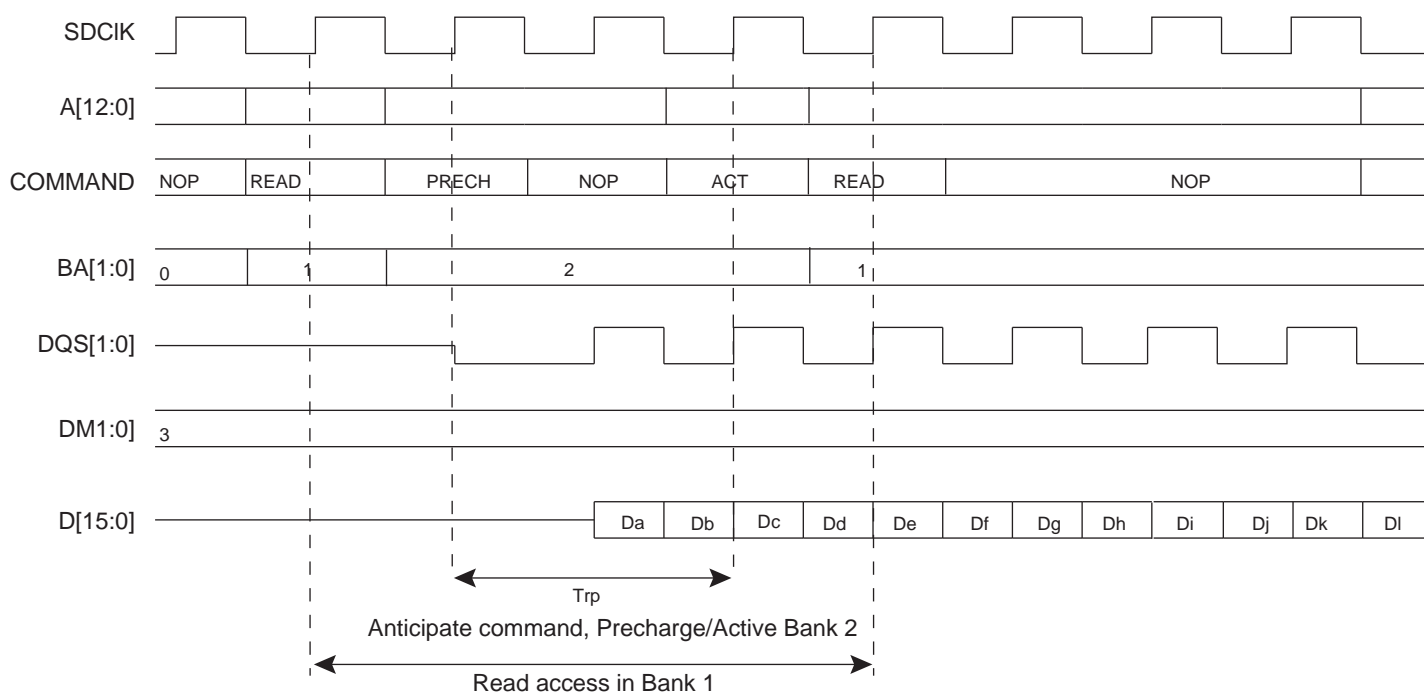 SDClK
A[12:0]
COMMAND NOP READ PRECH NOP ACT READ NOP
BA[1:0] 0 1 2 1
DQS[1:0]
DM1:0] 3
D[15:0] Da Db Dc Dd De Df Dg Dh Di Dj Dk Dl
Trp
Anticipate command, Precharge/Active Bank 2
Read access in Bank 1